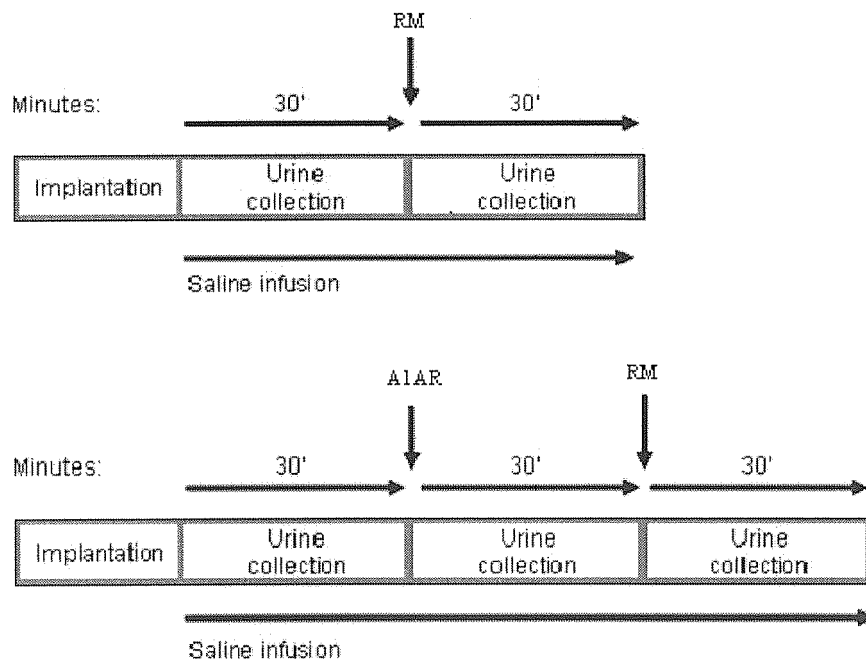 RM
Minutes: 30' 30'
Implantation Urine collection Urine collection
Saline infusion
A1AR RM
Minutes: 30' 30' 30'
Implantation Urine collection Urine collection Urine collection
Saline infusion